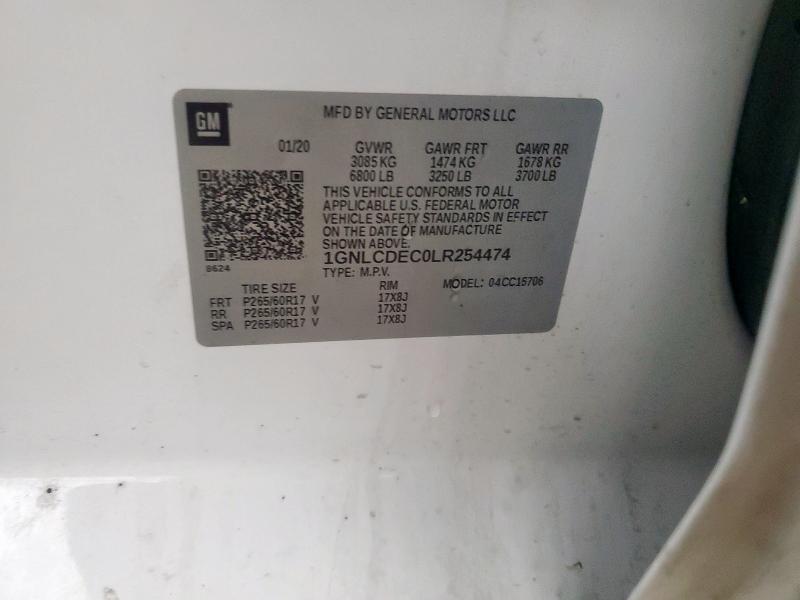 GM
MFD BY GENERAL MOTORS LLC
01/20 GVWR GAWR FRT GAWR RR
3085 KG 1474 KG 1678 KG
6800 LB 3250 LB 3700 LB
THIS VEHICLE CONFORMS TO ALL
APPLICABLE U.S. FEDERAL MOTOR
VEHICLE SAFETY STANDARDS IN EFFECT
ON THE DATE OF MANUFACTURE
SHOWN ABOVE.
1GNLCDEC0LR254474
8624
TYPE: M.P.V. MODEL: 04CC15706
TIRE SIZE RIM
FRT P265/60R17 V 17X8J
RR P265/60R17 V 17X8J
SPA P265/60R17 V 17X8J